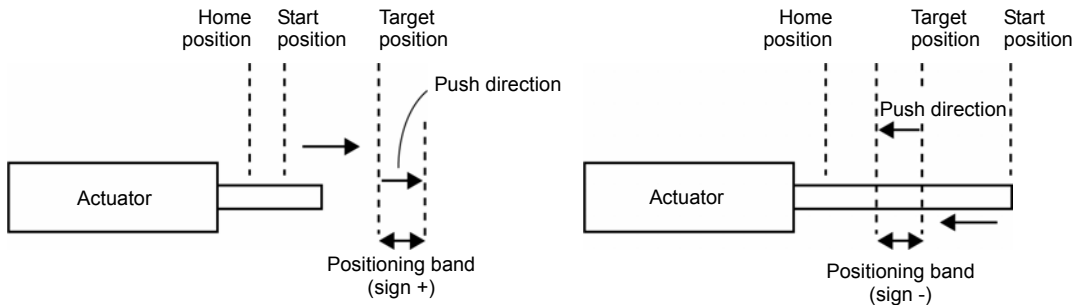 Home position
Start position
Target position
Push direction
Actuator
Positioning band
(sign +)
Home position
Target position
Start position
Push direction
Actuator
Positioning band
(sign -)